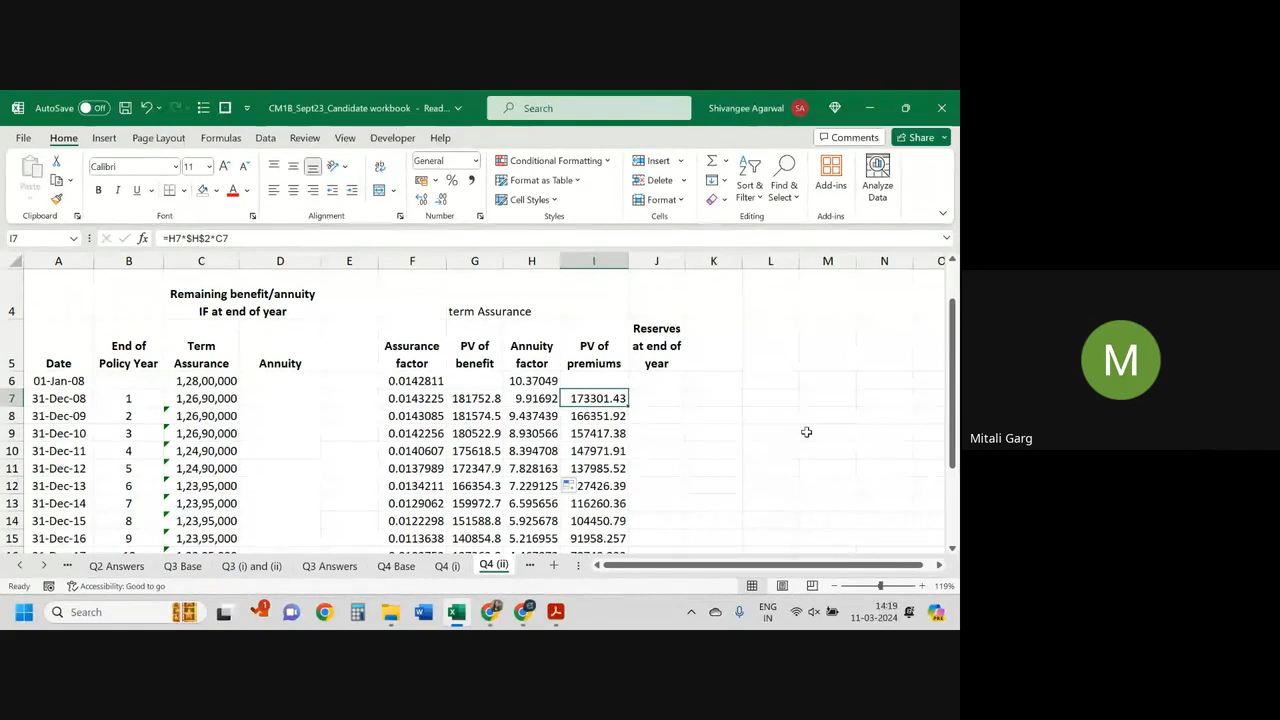 AutoSave Off CM1B_Sept23_Candidate workbook - Read... Search Shivangee Agarwal SA
File Home Insert Page Layout Formulas Data Review View Developer Help Comments Share
Paste Calibri 11 General Conditional Formatting Insert Sort & Filter Find & Select Add-ins Analyze Data
B I U A Format as Table Delete
Cell Styles Format
Clipboard Font Alignment Number Styles Cells Editing Add-ins
I7 fx =H7*$H$2*C7
A B C D E F G H I J K L M N O
Remaining benefit/annuity
4 IF at end of year term Assurance
Reserves
End of Term Assurance PV of Annuity PV of at end of
5 Date Policy Year Assurance Annuity factor benefit factor premiums year
6 01-Jan-08 1,28,00,000 0.0142811 10.37049
7 31-Dec-08 1 1,26,90,000 0.0143225 181752.8 9.91692 173301.43
8 31-Dec-09 2 1,26,90,000 0.0143085 181574.5 9.437439 166351.92
9 31-Dec-10 3 1,26,90,000 0.0142256 180522.9 8.930566 157417.38
10 31-Dec-11 4 1,24,90,000 0.0140607 175618.5 8.394708 147971.91
11 31-Dec-12 5 1,24,90,000 0.0137989 172347.9 7.828163 137985.52
12 31-Dec-13 6 1,23,95,000 0.0134211 166354.3 7.229125 27426.39
13 31-Dec-14 7 1,23,95,000 0.0129062 159972.7 6.595656 116260.36
14 31-Dec-15 8 1,23,95,000 0.0122298 151588.8 5.925678 104450.79
15 31-Dec-16 9 1,23,95,000 0.0113638 140854.8 5.216955 91958.257
Q2 Answers Q3 Base Q3 (i) and (ii) Q3 Answers Q4 Base Q4 (i) Q4 (ii)
Ready Accessibility: Good to go 119%
Search ENG IN 14:19 11-03-2024
M
Mitali Garg